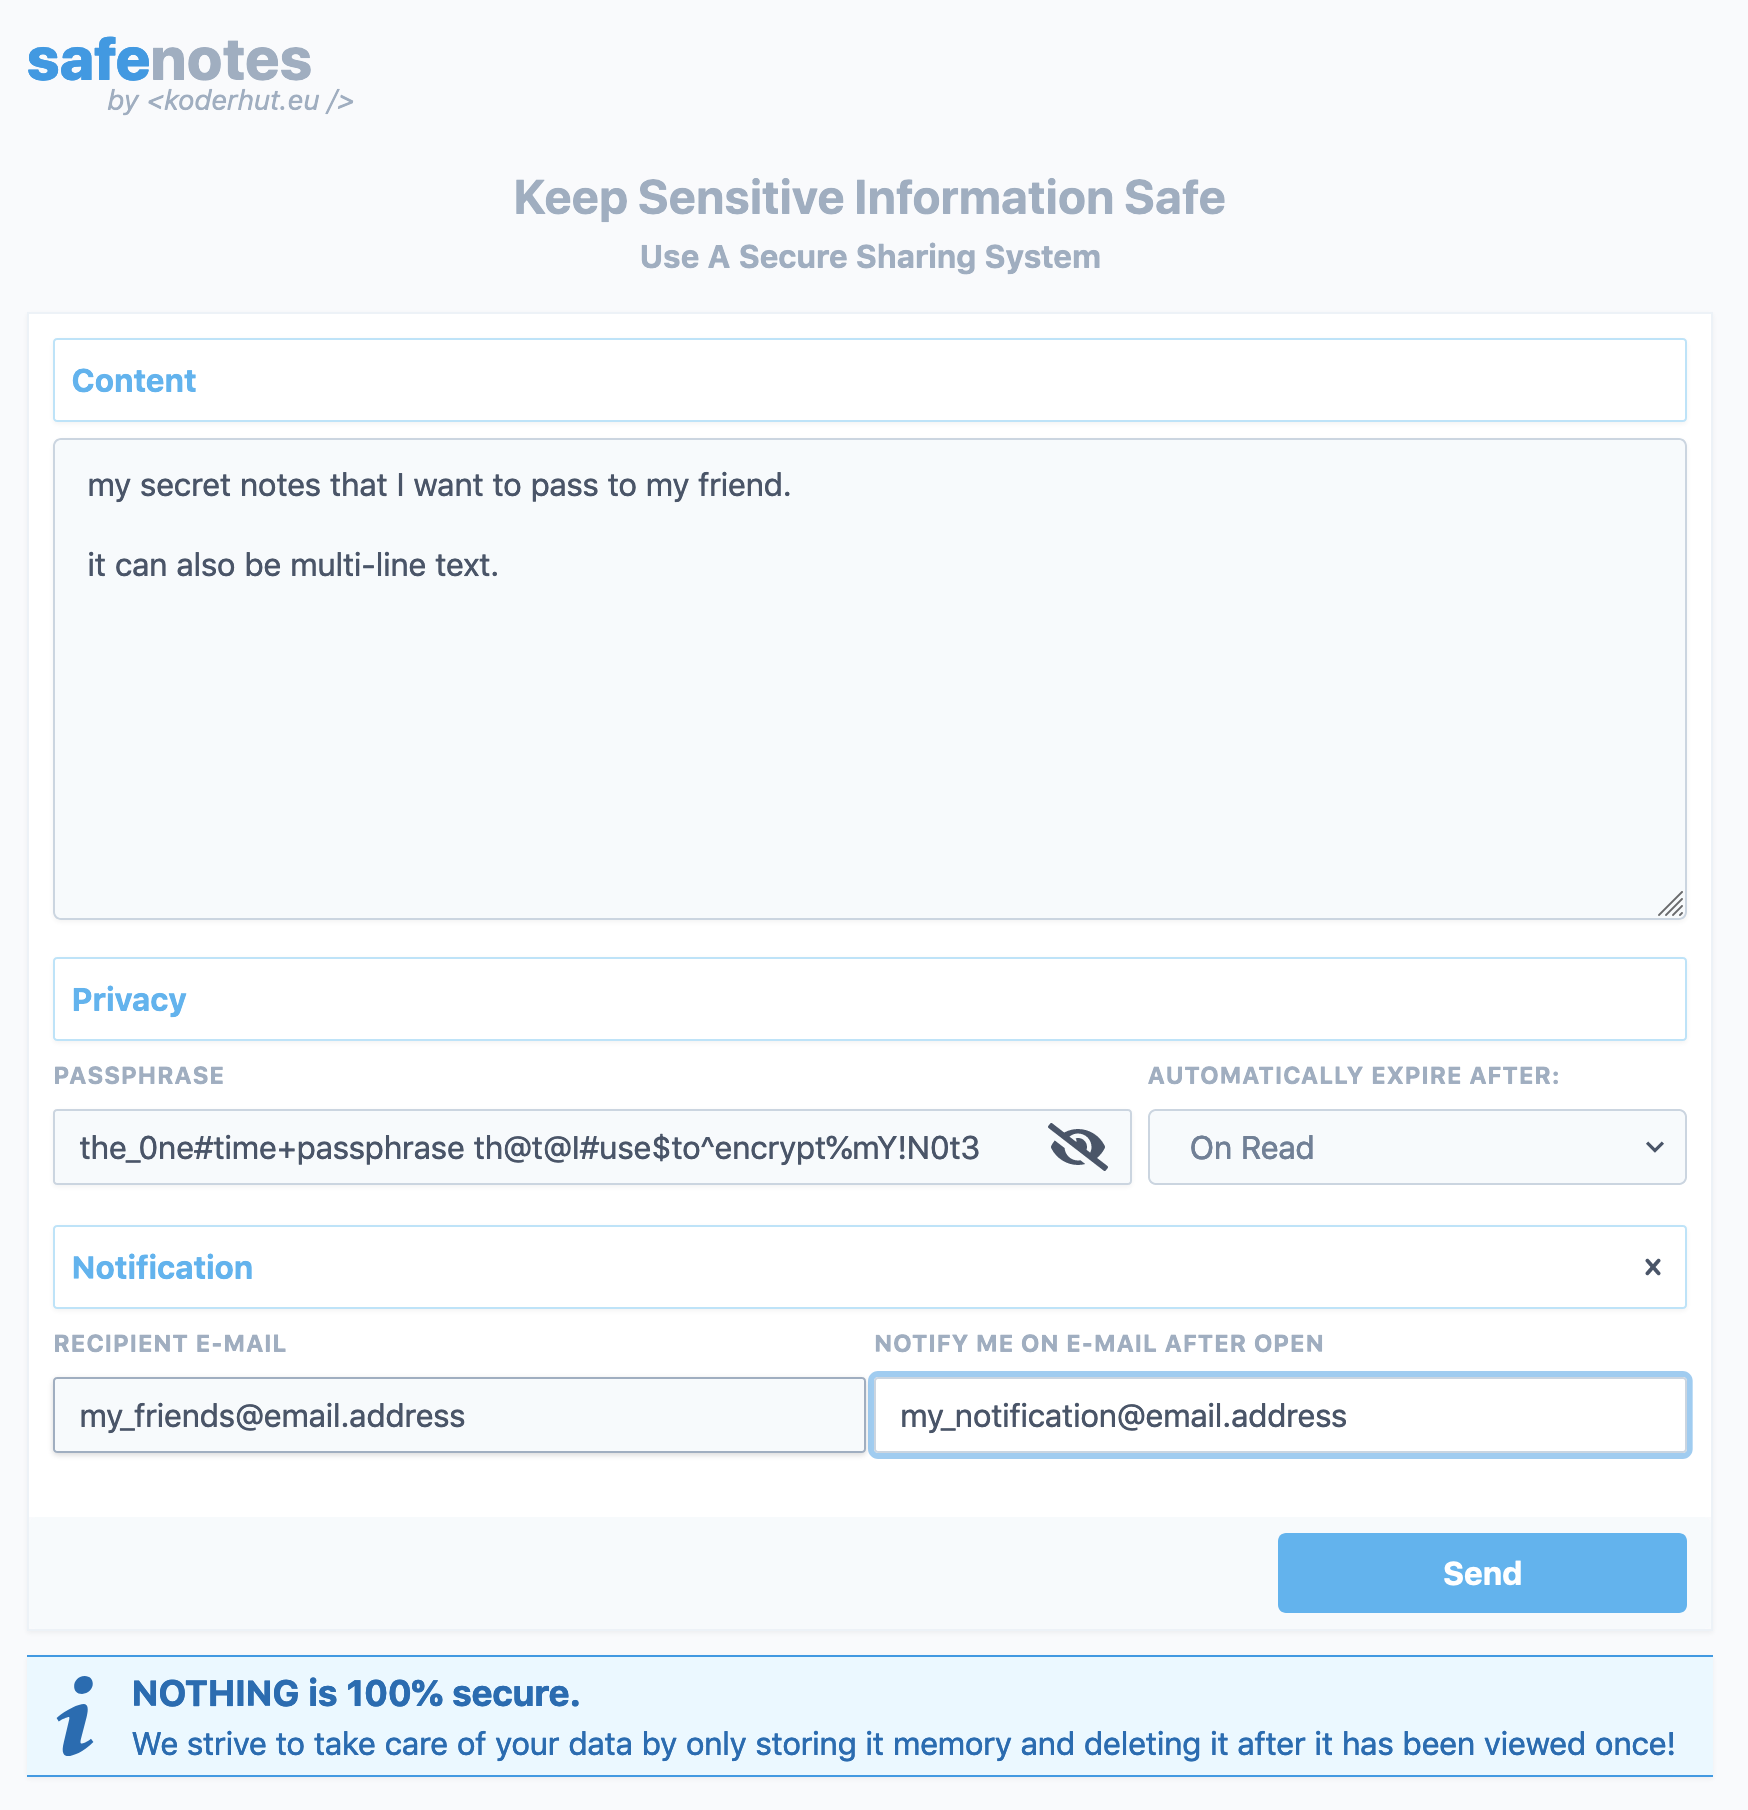 safenotes
by <koderhut.eu />
Keep Sensitive Information Safe
Use A Secure Sharing System
Content
my secret notes that I want to pass to my friend.
it can also be multi-line text.
Privacy
PASSPHRASE
AUTOMATICALLY EXPIRE AFTER:
the_0ne#time+passphrase th@t@I#use$to^encrypt%mY!N0t3
On Read
Notification
×
RECIPIENT E-MAIL
NOTIFY ME ON E-MAIL AFTER OPEN
my_friends@email.address
my_notification@email.address
Send
NOTHING is 100% secure.
We strive to take care of your data by only storing it memory and deleting it after it has been viewed once!